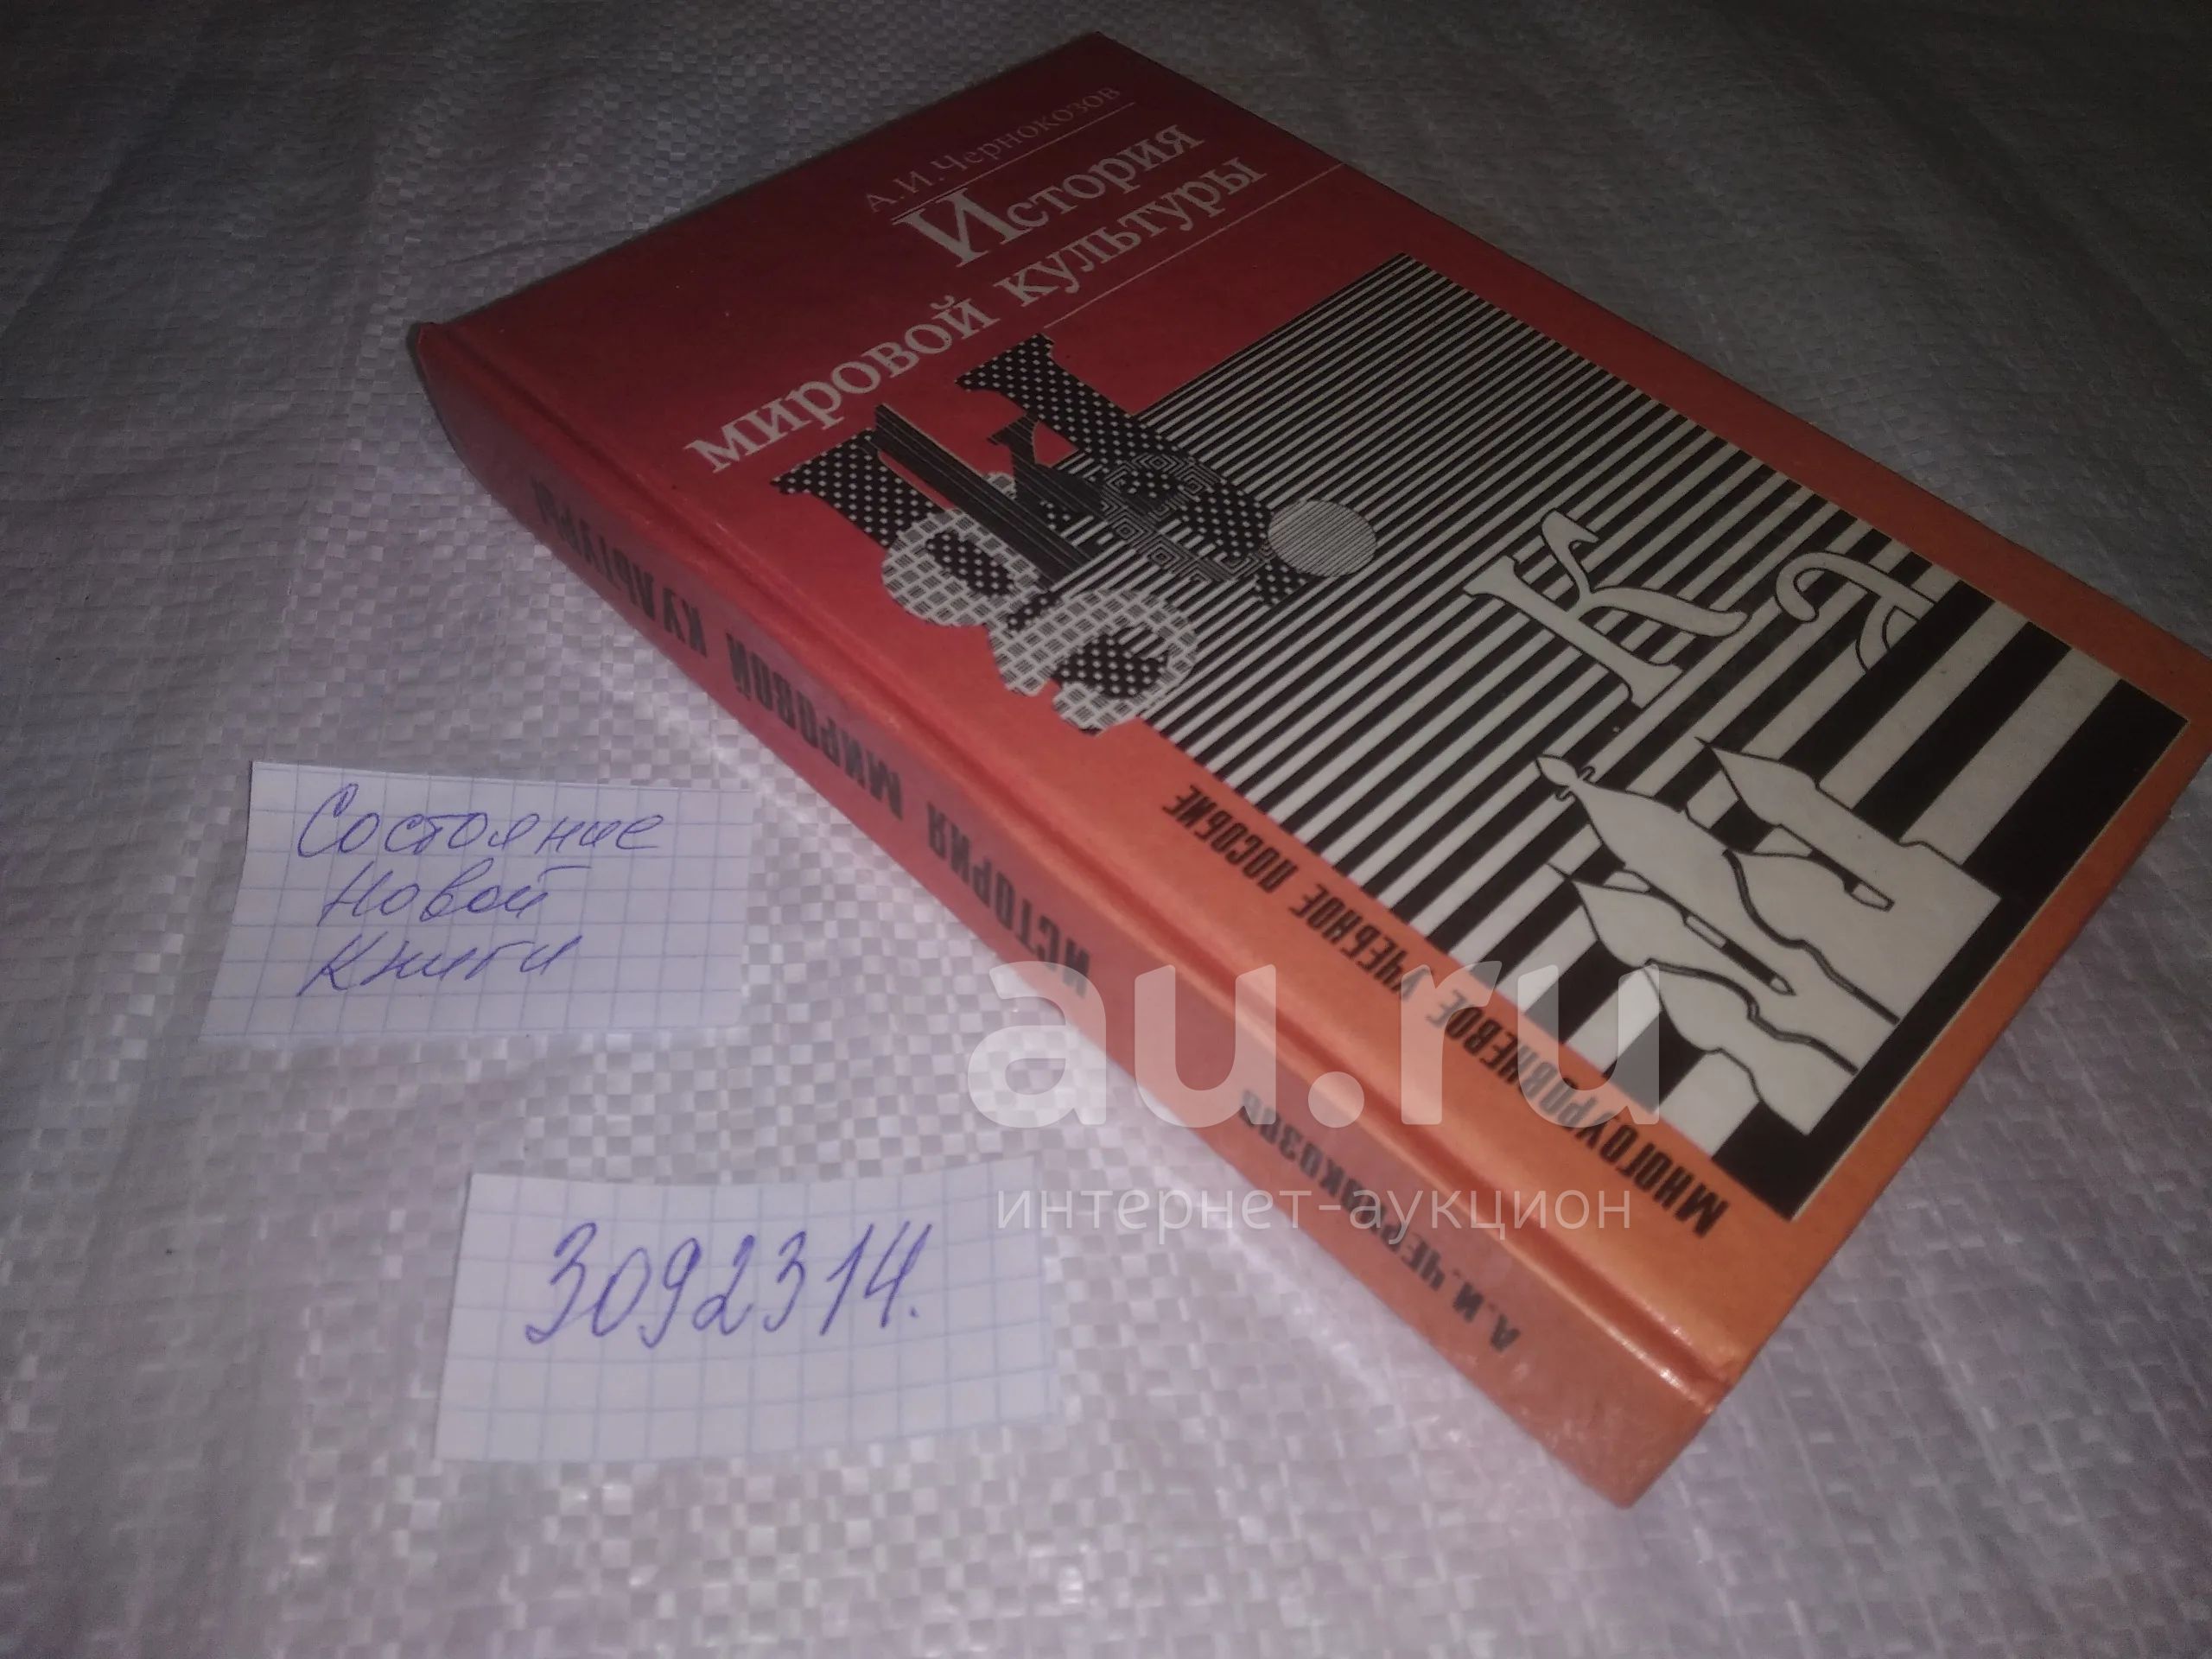 А.И.Чернокозов
История
мировой культуры
К
Я
МНОГОУРОВНЕВОЕ УЧЕБНОЕ ПОСОБИЕ
А.И.ЧЕРНОКОЗОВ
ИСТОРИЯ МИРОВОЙ КУЛЬТУРЫ
Состояние
Новой
Книги
3092314.
au.ru
интернет-аукцион